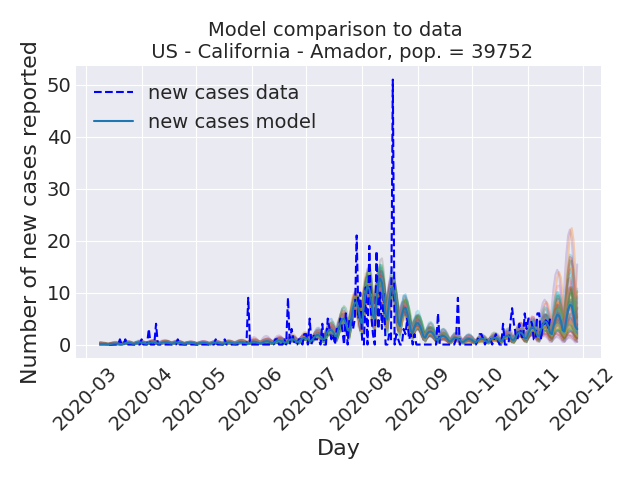 Model comparison to data
US - California - Amador, pop. = 39752
Number of new cases reported
50
40
30
20
10
0
new cases data
new cases model
2020-03
2020-04
2020-05
2020-06
2020-07
2020-08
2020-09
2020-10
2020-11
2020-12
Day